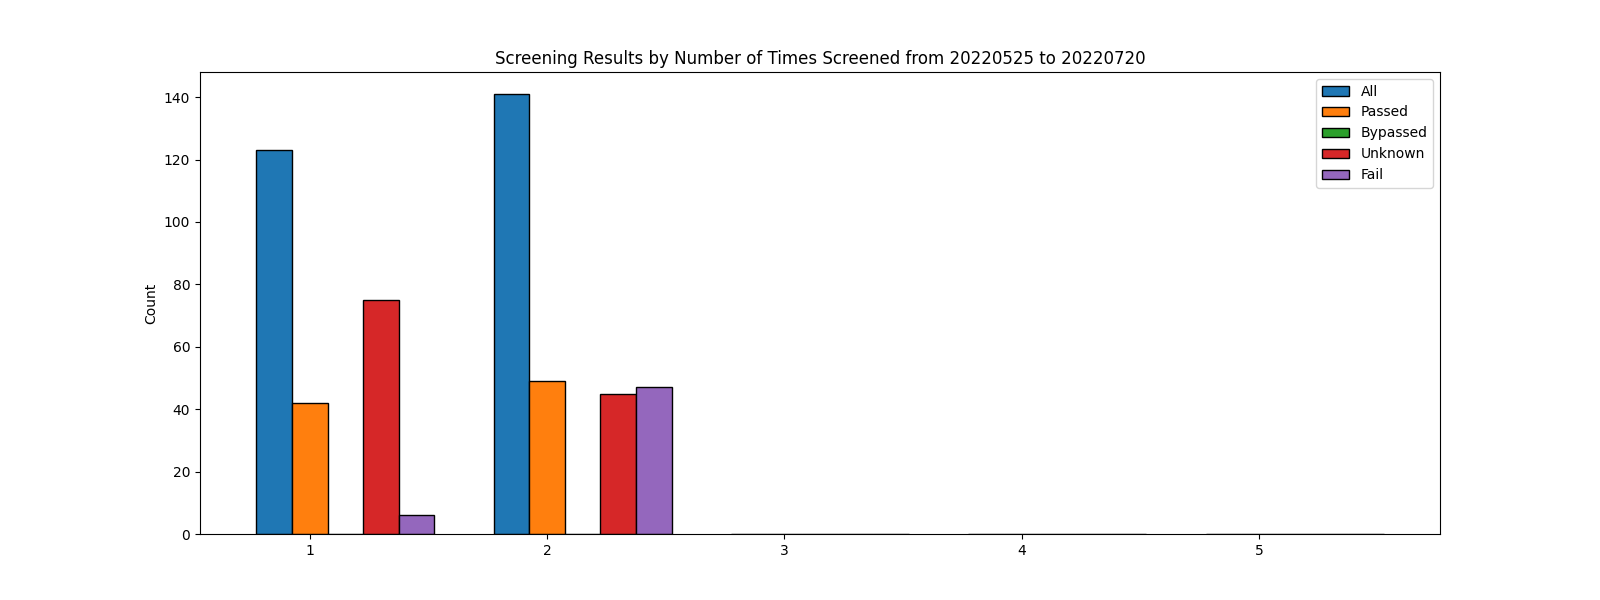 Screening Results by Number of Times Screened from 20220525 to 20220720
All
Passed
Bypassed
Unknown
Fail
Count
140
120
100
80
60
40
20
0
1 2 3 4 5